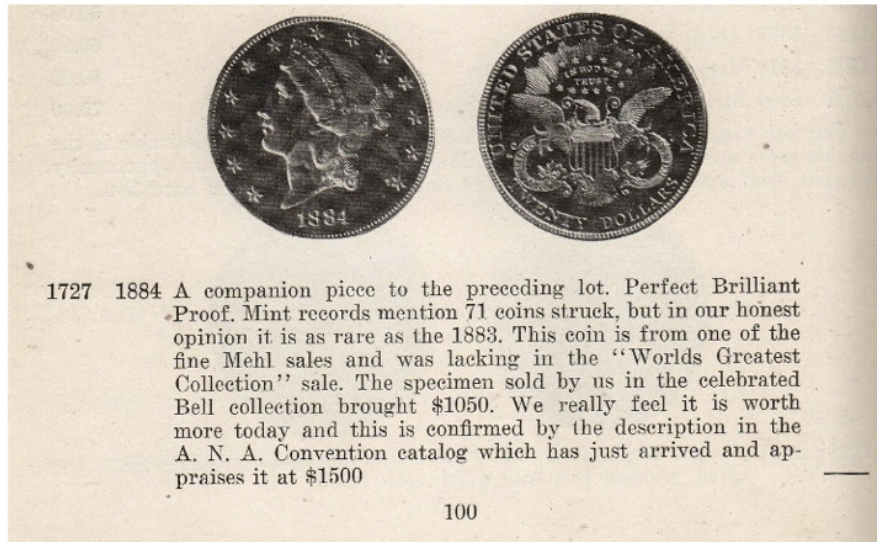 1884
UNITED STATES OF AMERICA
IN GOD WE
TRUST
TWENTY DOLLARS
1727 1884 A companion piece to the preceding lot. Perfect Brilliant
Proof. Mint records mention 71 coins struck, but in our honest
opinion it is as rare as the 1883. This coin is from one of the
fine Mehl sales and was lacking in the "Worlds Greatest
Collection" sale. The specimen sold by us in the celebrated
Bell collection brought $1050. We really feel it is worth
more today and this is confirmed by the description in the
A. N. A. Convention catalog which has just arrived and ap-
praises it at $1500
100